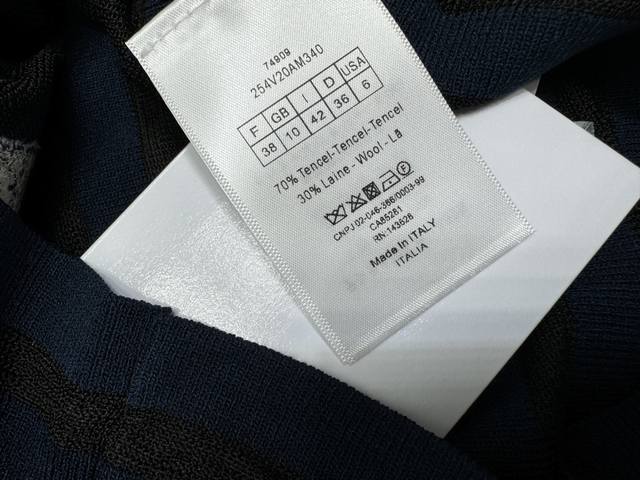 74909
254V20AM340
F GB I D USA
38 10 42 36 6
70% Tencel-Tencel-Tencel
30% Laine - Wool - Lã
CNPJ 02-046-366/0003-99
CA85281
RN:143828
Made in ITALY
ITALIA